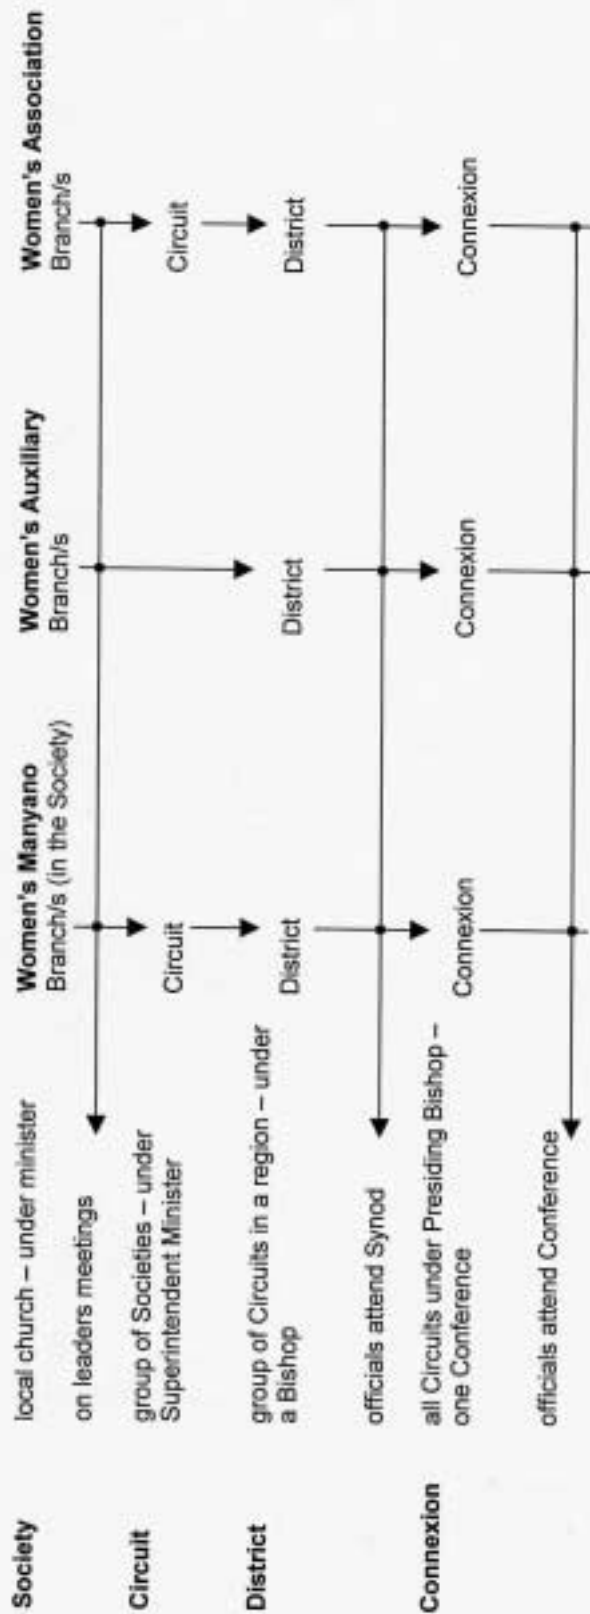 Women's Manyano
Branch/s (in the Society)
Women's Auxiliary
Branch/s
Women's Association
Branch/s
Society
local church – under minister
on leaders meetings
Circuit
group of Societies – under
Superintendent Minister
Circuit
Circuit
District
group of Circuits in a region – under
a Bishop
District
District
District
officials attend Synod
Connexion
all Circuits under Presiding Bishop –
one Conference
Connexion
Connexion
Connexion
officials attend Conference